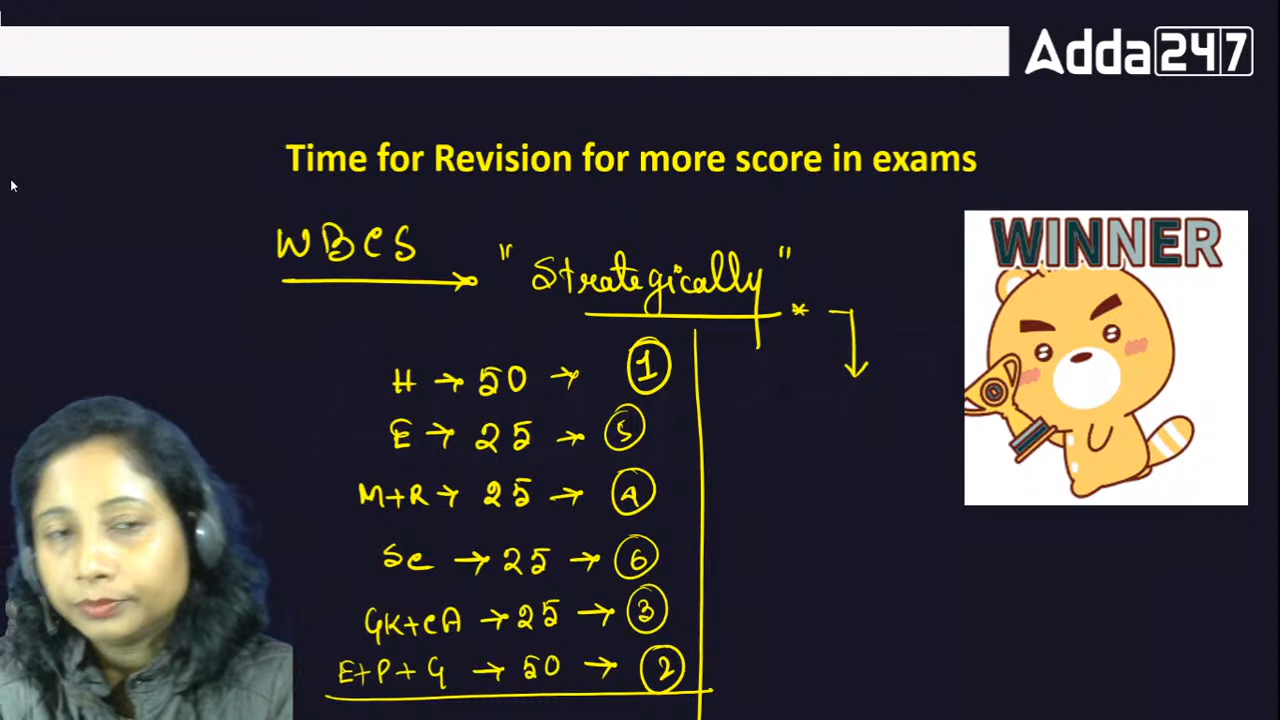 Adda247
Time for Revision for more score in exams
WBCS
"Strategically" *
WINNER
H → 50 → 1
E → 25 → 5
M+R → 25 → 4
Sc → 25 → 6
GK+CA → 25 → 3
E+P+G → 50 → 2